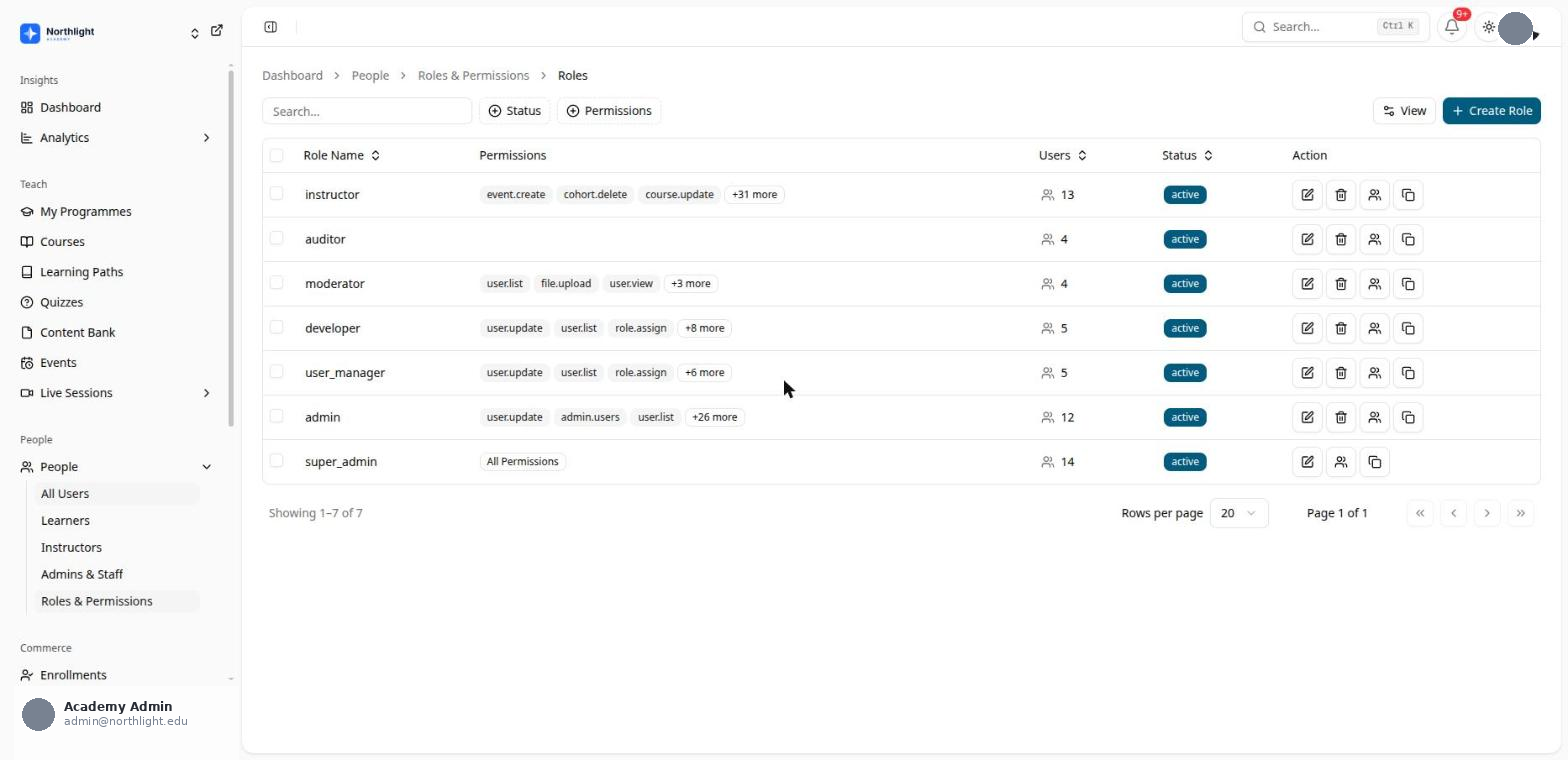 Northlight
ACADEMY
Search...
Ctrl K
9+
Insights
Dashboard
Analytics
Teach
My Programmes
Courses
Learning Paths
Quizzes
Content Bank
Events
Live Sessions
People
People
All Users
Learners
Instructors
Admins & Staff
Roles & Permissions
Commerce
Enrollments
Academy Admin
admin@northlight.edu
Dashboard > People > Roles & Permissions > Roles
Search... Status Permissions View Create Role
Role Name Permissions Users Status Action
instructor event.create cohort.delete course.update +31 more 13 active
auditor 4 active
moderator user.list file.upload user.view +3 more 4 active
developer user.update user.list role.assign +8 more 5 active
user_manager user.update user.list role.assign +6 more 5 active
admin user.update admin.users user.list +26 more 12 active
super_admin All Permissions 14 active
Showing 1–7 of 7 Rows per page 20 Page 1 of 1